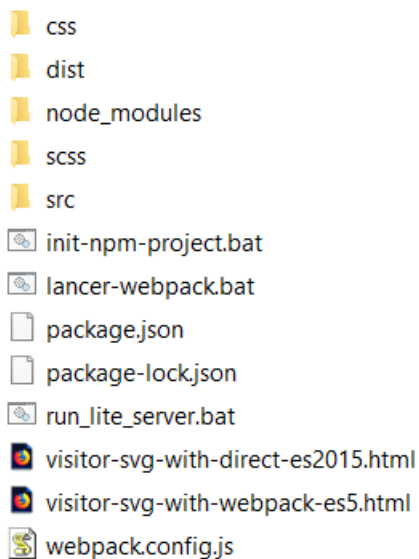 css
dist
node_modules
scss
src
init-npm-project.bat
lancer-webpack.bat
package.json
package-lock.json
run_lite_server.bat
visitor-svg-with-direct-es2015.html
visitor-svg-with-webpack-es5.html
webpack.config.js